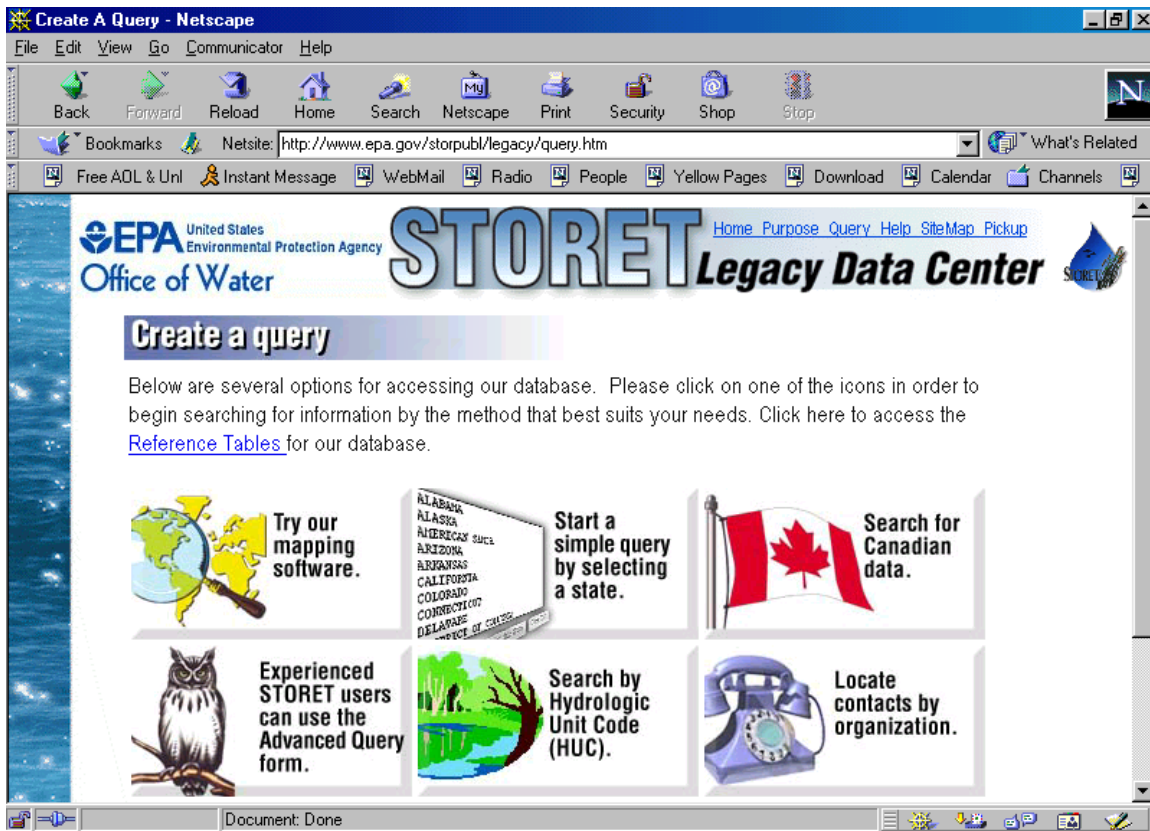 Create A Query - Netscape
File Edit View Go Communicator Help
Back Forward Reload Home Search Netscape Print Security Shop Stop
My
N
Bookmarks Netsite: http://www.epa.gov/storpubl/legacy/query.htm What's Related
Free AOL & Unl Instant Message WebMail Radio People Yellow Pages Download Calendar Channels
EPA United States
Environmental Protection Agency
Office of Water
STORET
Home Purpose Query Help SiteMap Pickup
Legacy Data Center
STORET
Create a query
Below are several options for accessing our database. Please click on one of the icons in order to
begin searching for information by the method that best suits your needs. Click here to access the
Reference Tables for our database.
Try our
mapping
software.
ALABAMA
ALASKA
AMERICAN SAMOA
ARIZONA
ARKANSAS
CALIFORNIA
COLORADO
CONNECTICUT
DELAWARE
Start a
simple query
by selecting
a state.
Search for
Canadian
data.
Experienced
STORET users
can use the
Advanced Query
form.
Search by
Hydrologic
Unit Code
(HUC).
Locate
contacts by
organization.
Document: Done